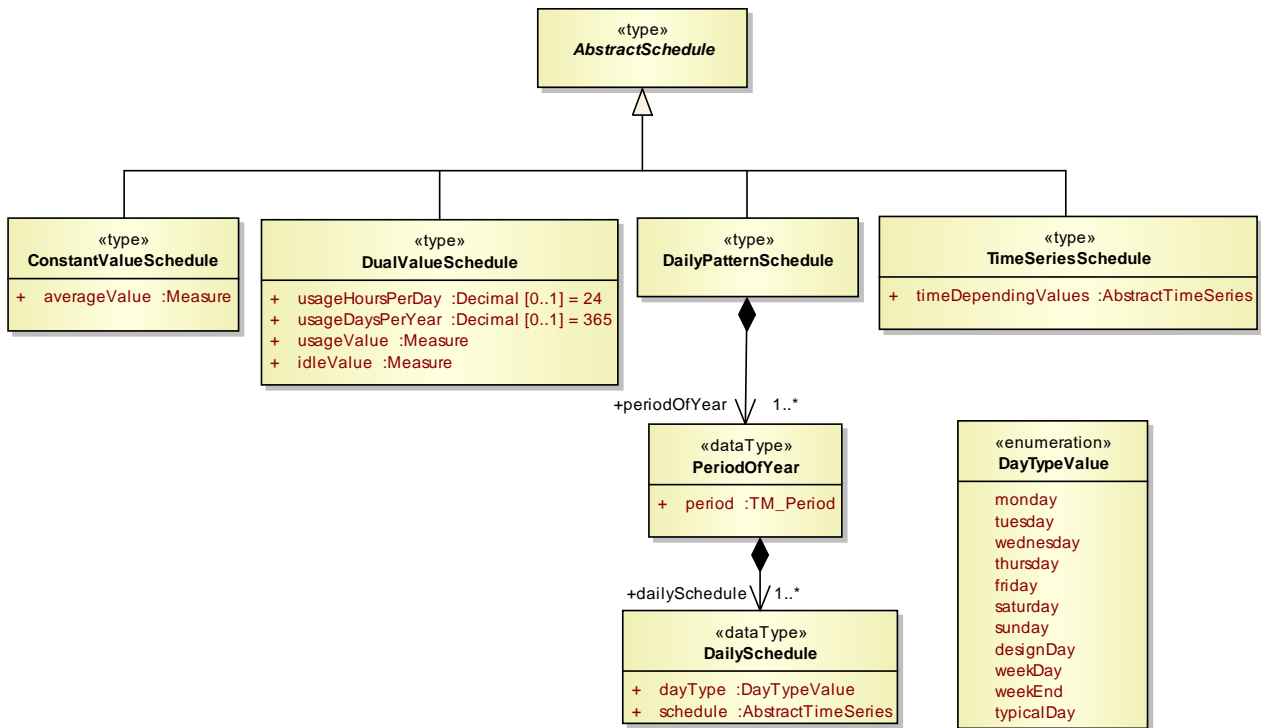 «type»
AbstractSchedule
«type»
ConstantValueSchedule
+ averageValue :Measure
«type»
DualValueSchedule
+ usageHoursPerDay :Decimal [0..1] = 24
+ usageDaysPerYear :Decimal [0..1] = 365
+ usageValue :Measure
+ idleValue :Measure
«type»
DailyPatternSchedule
«type»
TimeSeriesSchedule
+ timeDependingValues :AbstractTimeSeries
+periodOfYear 1..*
«dataType»
PeriodOfYear
+ period :TM_Period
+dailySchedule 1..*
«dataType»
DailySchedule
+ dayType :DayTypeValue
+ schedule :AbstractTimeSeries
«enumeration»
DayTypeValue
monday
tuesday
wednesday
thursday
friday
saturday
sunday
designDay
weekDay
weekEnd
typicalDay